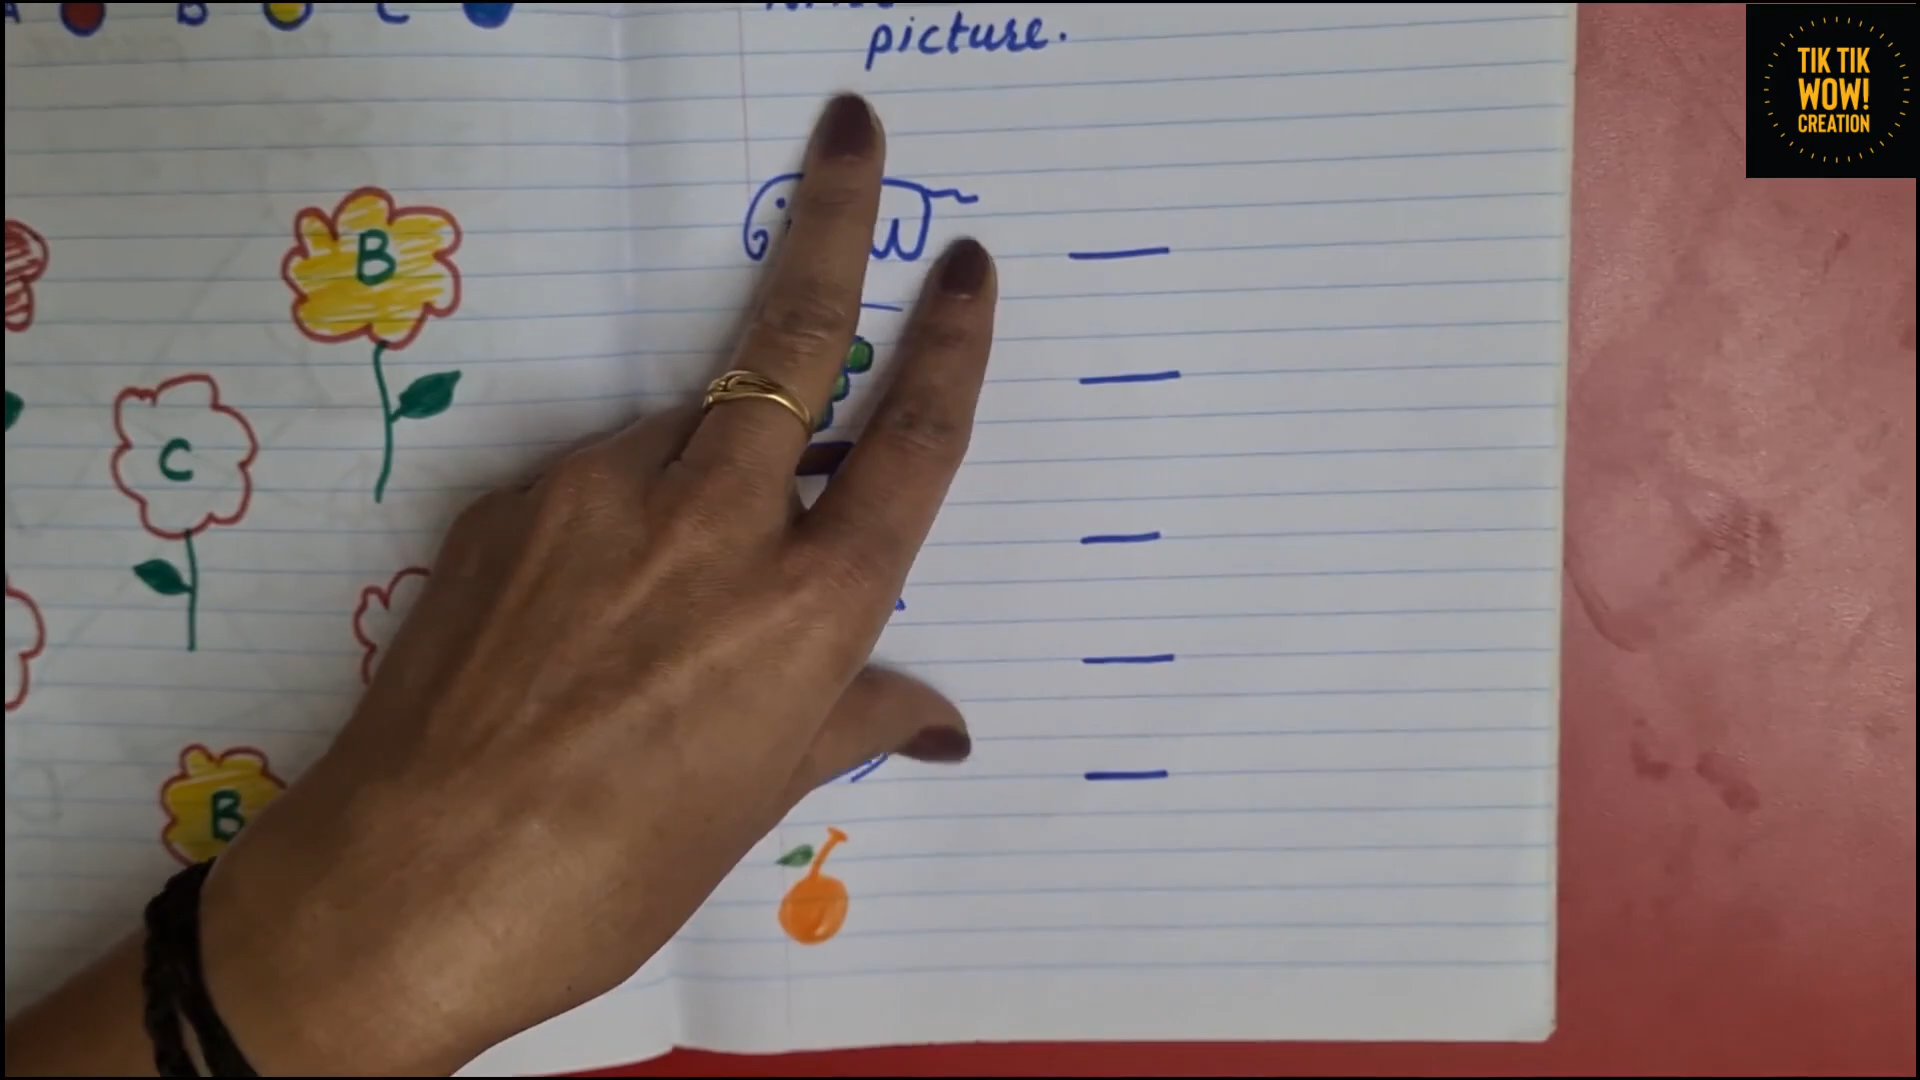 A B C
picture.
B
C
B
TIK TIK
WOW!
CREATION